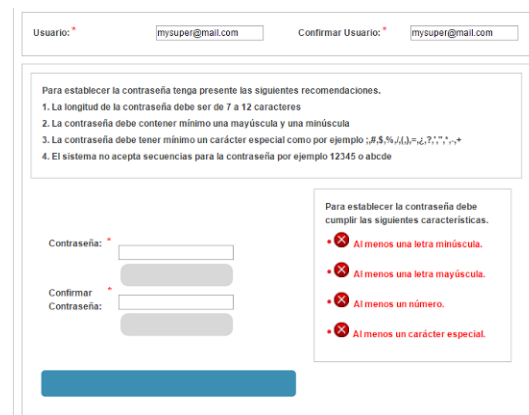 Usuario: * mysuper@mail.com Confirmar Usuario: * mysuper@mail.com
Para establecer la contraseña tenga presente las siguientes recomendaciones.
1. La longitud de la contraseña debe ser de 7 a 12 caracteres
2. La contraseña debe contener mínimo una mayúscula y una minúscula
3. La contraseña debe tener mínimo un carácter especial como por ejemplo ;,#,$,%,/,(,),=,¿,?,',",*,-,+
4. El sistema no acepta secuencias para la contraseña por ejemplo 12345 o abcde
Para establecer la contraseña debe
cumplir las siguientes características.
• Al menos una letra minúscula.
• Al menos una letra mayúscula.
• Al menos un número.
• Al menos un carácter especial.
Contraseña: *
Confirmar *
Contraseña: